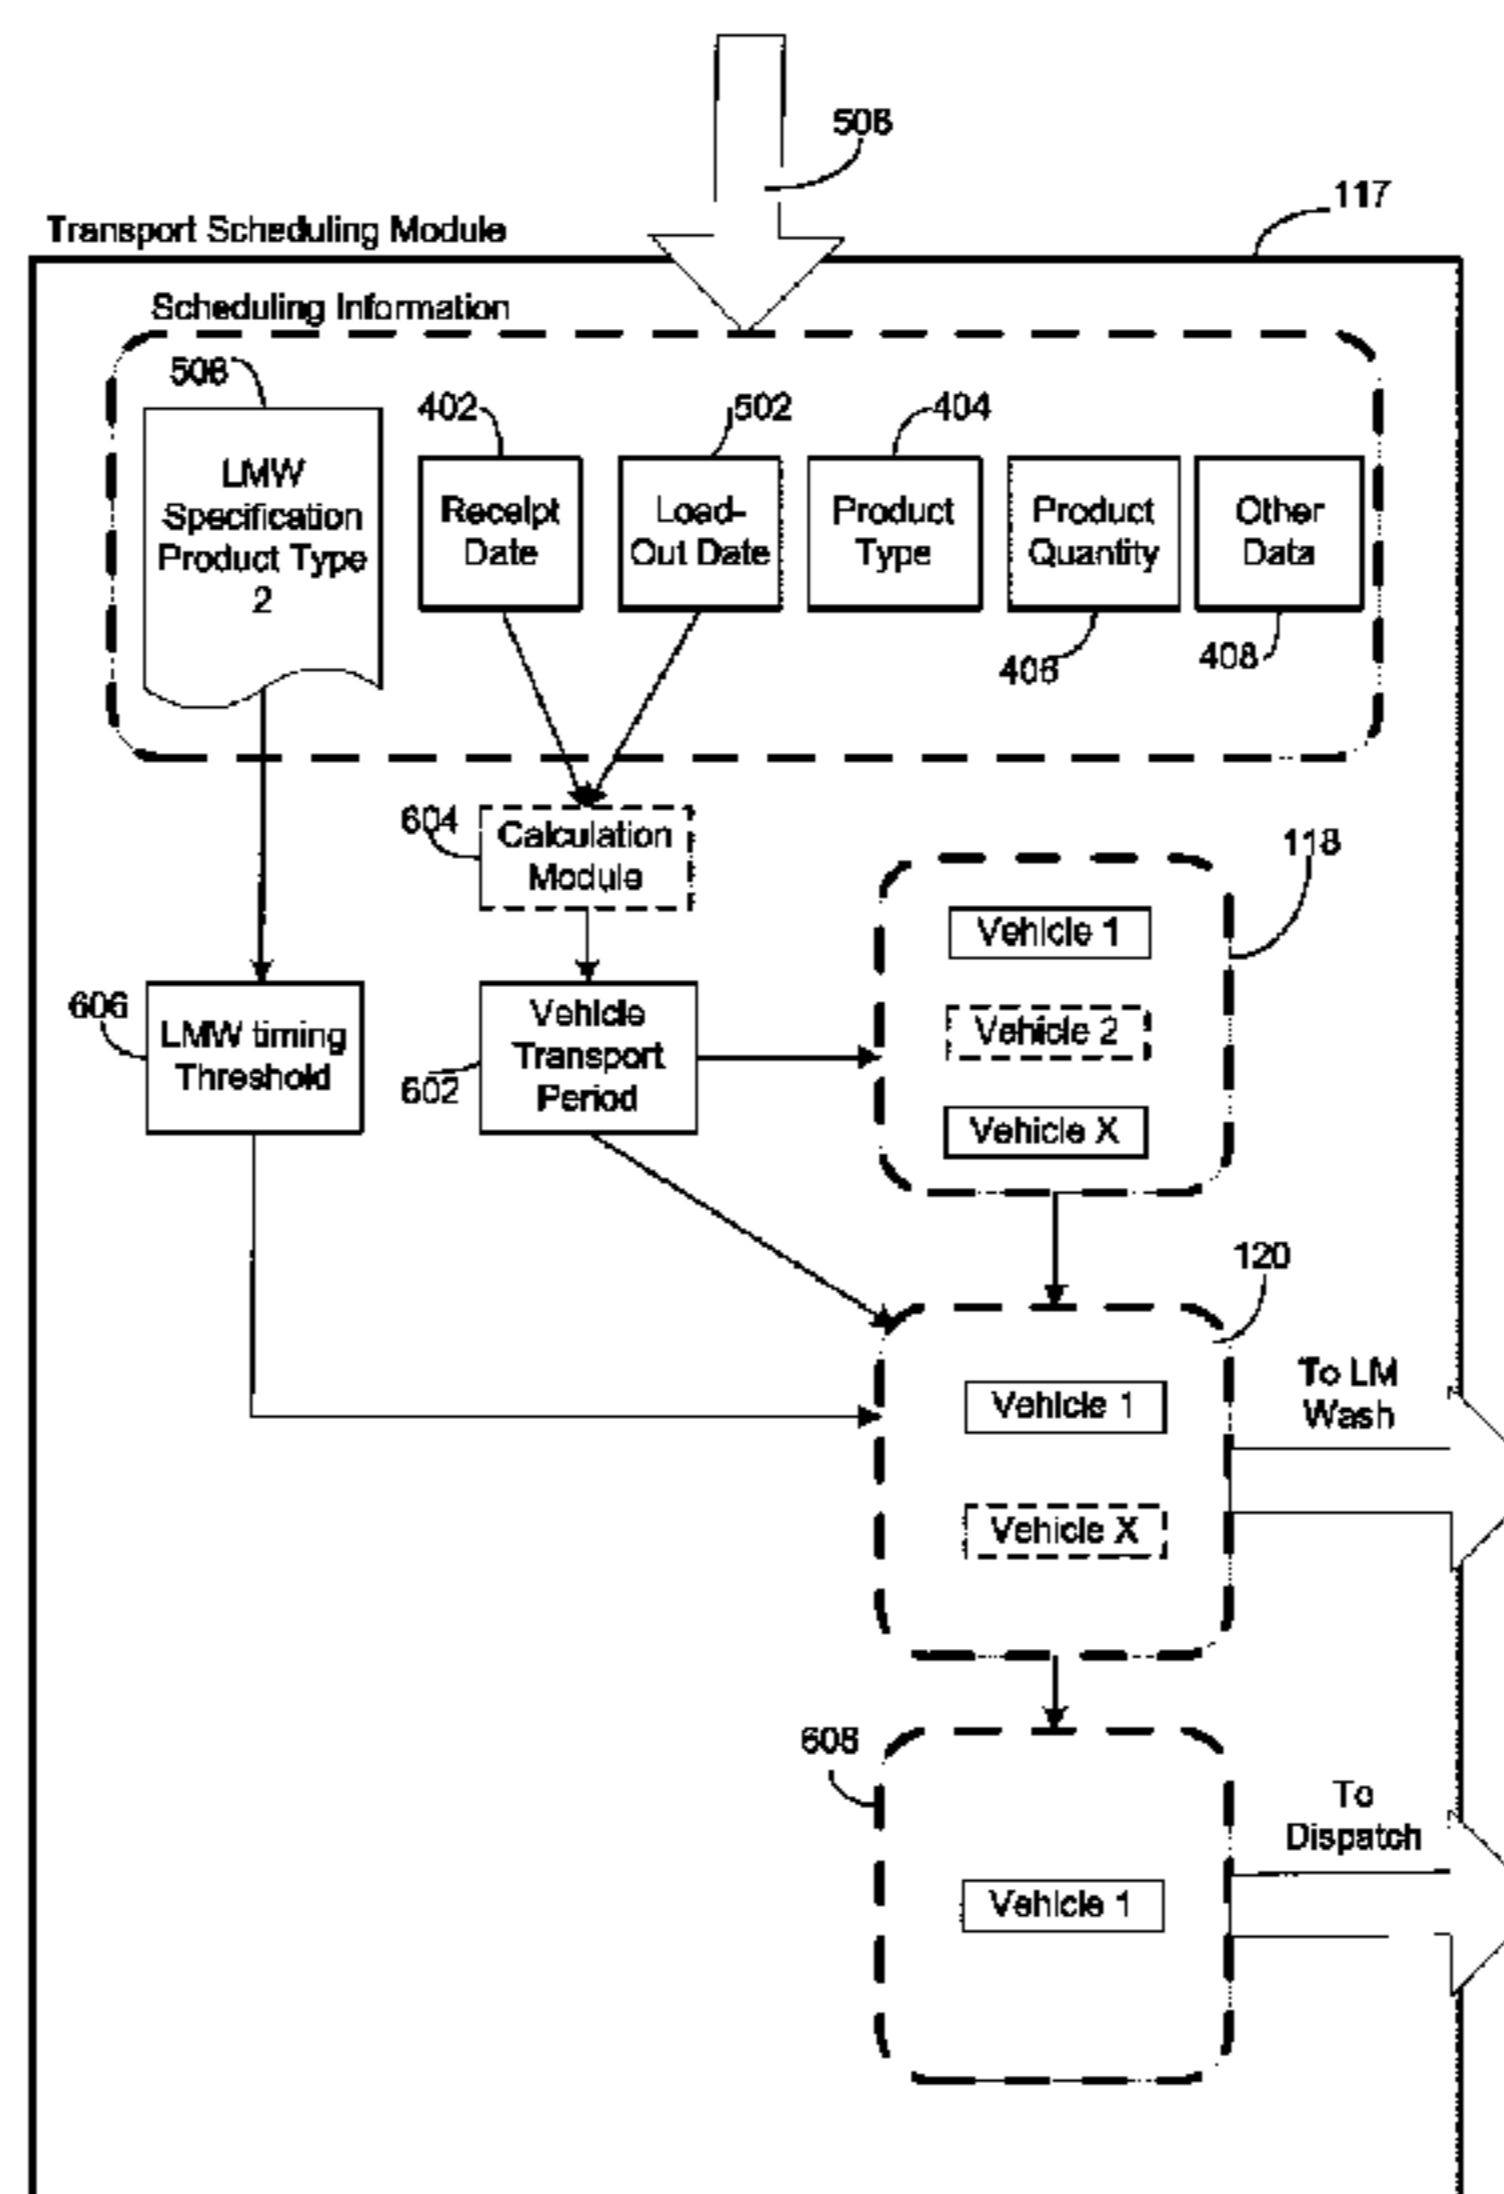 506
117
Transport Scheduling Module
Scheduling Information
508
402
502
404
LMW
Specification
Product Type
2
Receipt
Date
Load-
Out Date
Product
Type
Product
Quantity
Other
Data
406
408
604
Calculation
Module
118
Vehicle 1
606
LMW timing
Threshold
602
Vehicle
Transport
Period
Vehicle 2
Vehicle X
120
To LM
Wash
Vehicle 1
Vehicle X
608
To
Dispatch
Vehicle 1